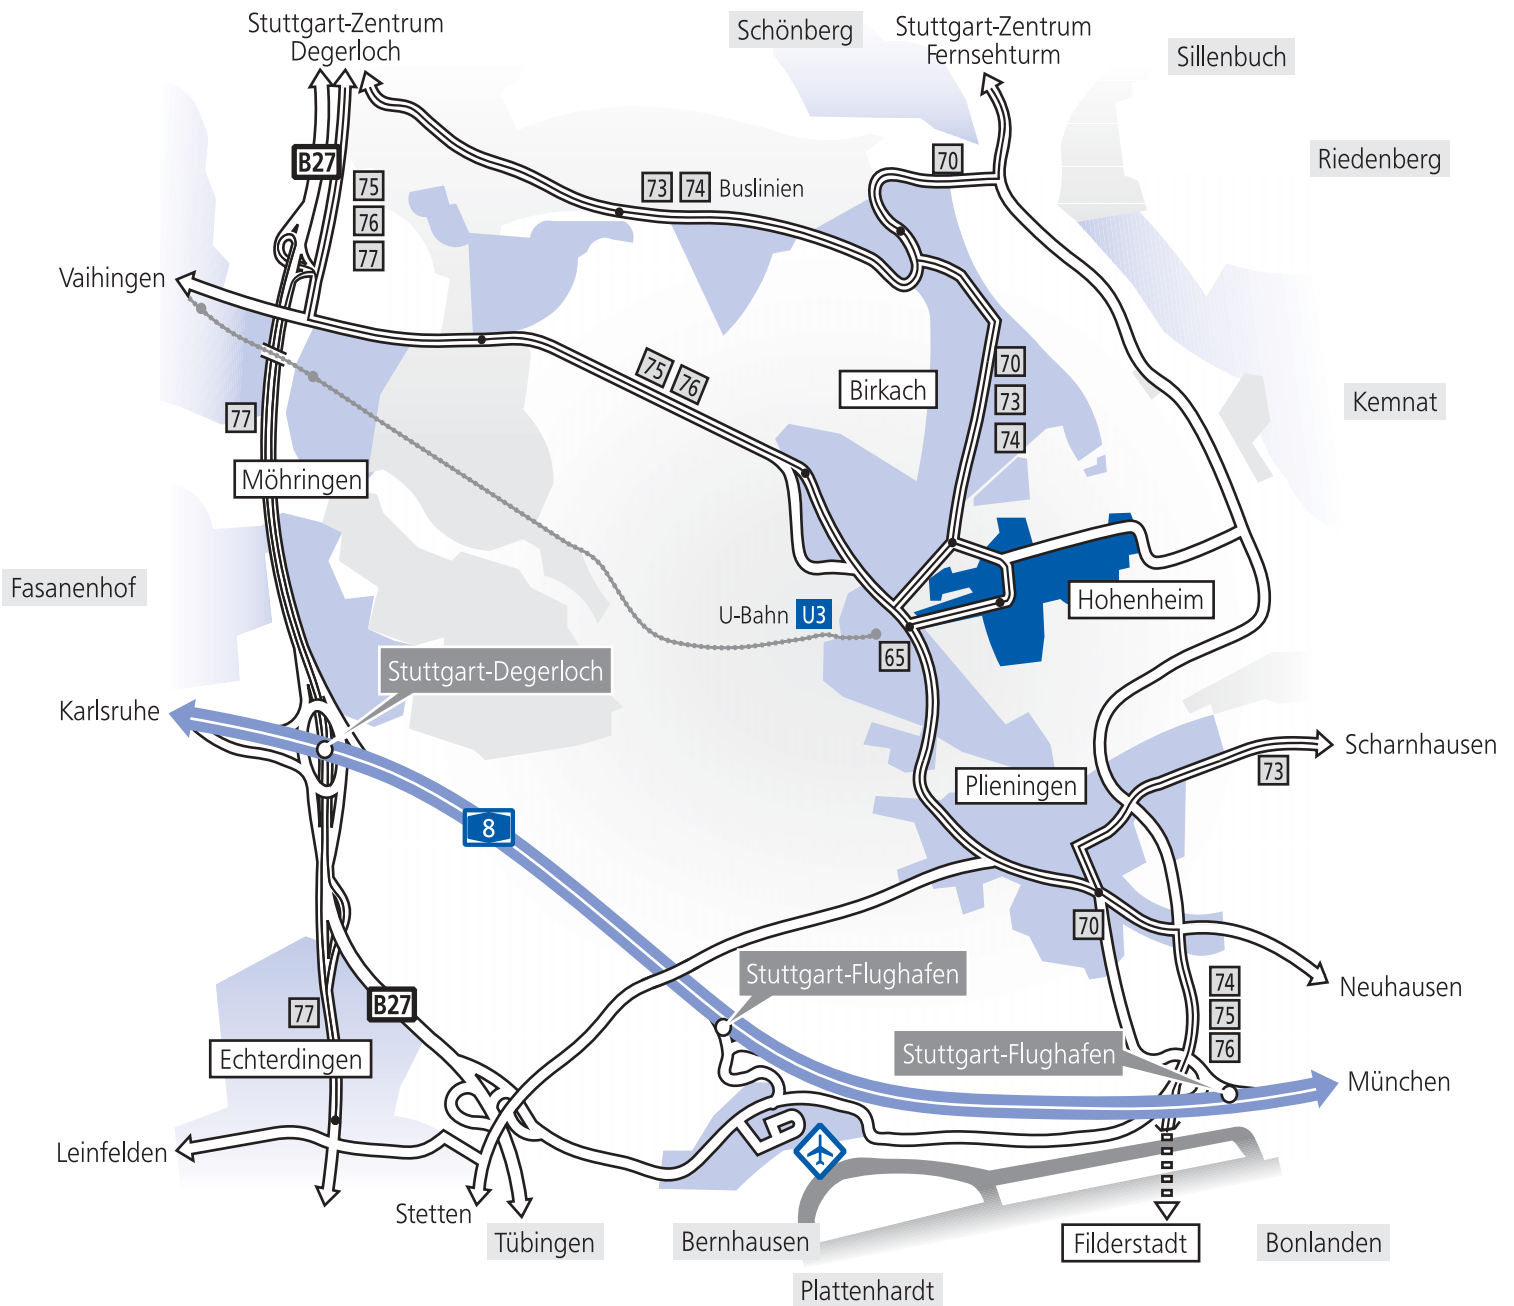 Stuttgart-Zentrum
Degerloch
Schönberg
Stuttgart-Zentrum
Fernsehturm
Sillenbuch
B27
70
Riedenberg
75
73 74 Buslinien
76
77
Vaihingen
75 76
70
Birkach
73
Kemnat
77
74
Möhringen
Fasanenhof
Hohenheim
U-Bahn U3
65
Stuttgart-Degerloch
Karlsruhe
Scharnhausen
73
Plieningen
8
70
Stuttgart-Flughafen
74
Neuhausen
B27
77
75
76
Echterdingen
Stuttgart-Flughafen
München
Leinfelden
Stetten
Tübingen
Bernhausen
Filderstadt
Bonlanden
Plattenhardt